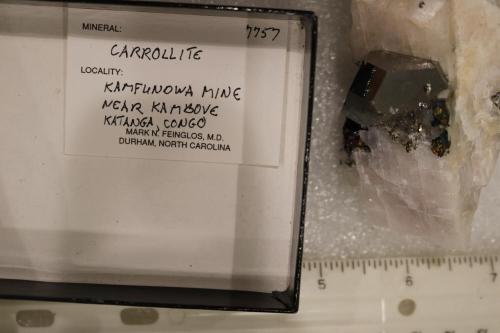 MINERAL: 7757
CARROLLITE
LOCALITY:
KAMFUNOWA MINE
NEAR KAMBOVE
KATANGA, CONGO
MARK N. FEINGLOS, M.D.
DURHAM, NORTH CAROLINA
5 6 7